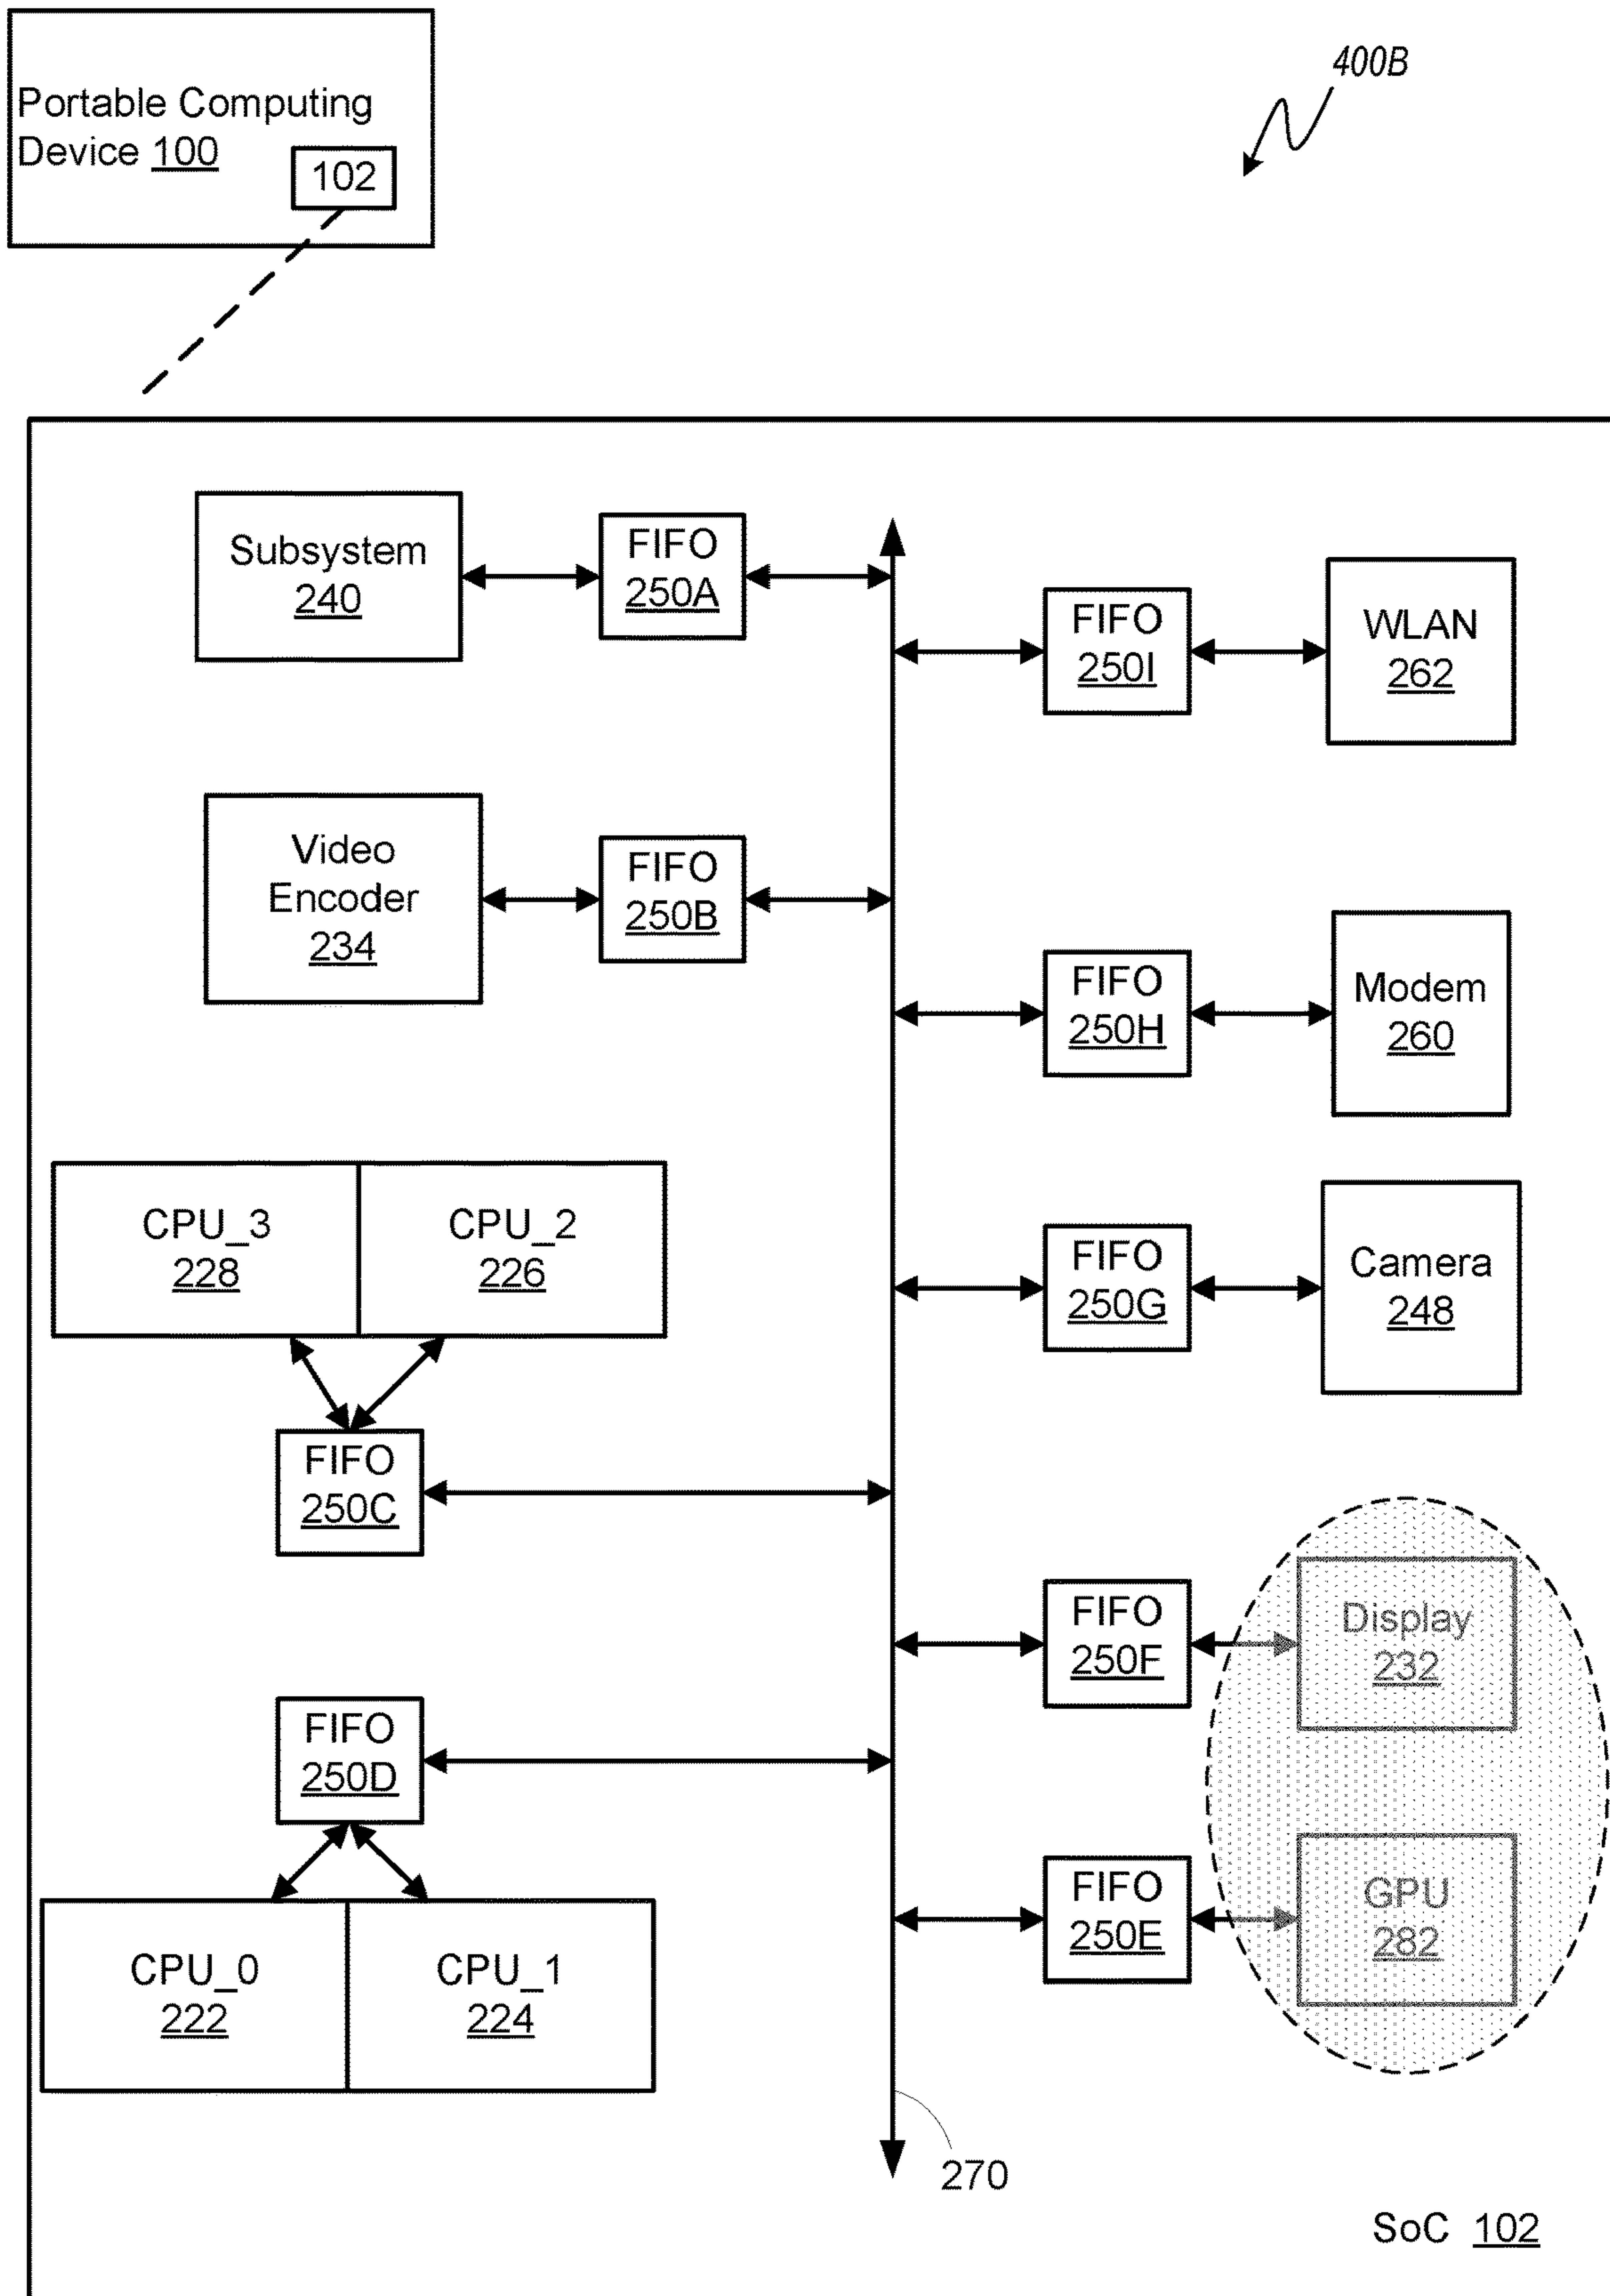 Portable Computing
Device 100
102
400B
Subsystem
240
FIFO
250A
FIFO
250I
WLAN
262
Video
Encoder
234
FIFO
250B
FIFO
250H
Modem
260
CPU_3
228
CPU_2
226
FIFO
250G
Camera
248
FIFO
250C
FIFO
250F
Display
232
FIFO
250D
FIFO
250E
GPU
282
CPU_0
222
CPU_1
224
270
SoC 102